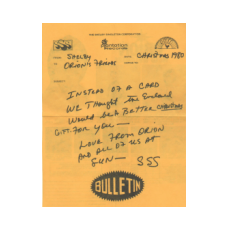 SHELBY
CHRISTMAS 1980
ORION'S FRIENDS
INSTEAD OF A CARD
WE THOUGHT THE ENCLOSED
WOULD BE A BETTER CHRISTMAS
GIFT FOR YOU —
LOVE FROM ORION
AND ALL OF US AT
SUN — SSS
BULLETIN